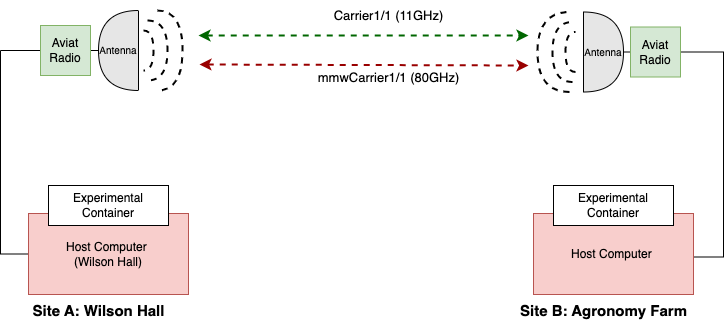 Carrier1/1 (11GHz)
Aviat
Radio
Antenna
Antenna
Aviat
Radio
mmwCarrier1/1 (80GHz)
Experimental
Container
Host Computer
(Wilson Hall)
Site A: Wilson Hall
Experimental
Container
Host Computer
Site B: Agronomy Farm